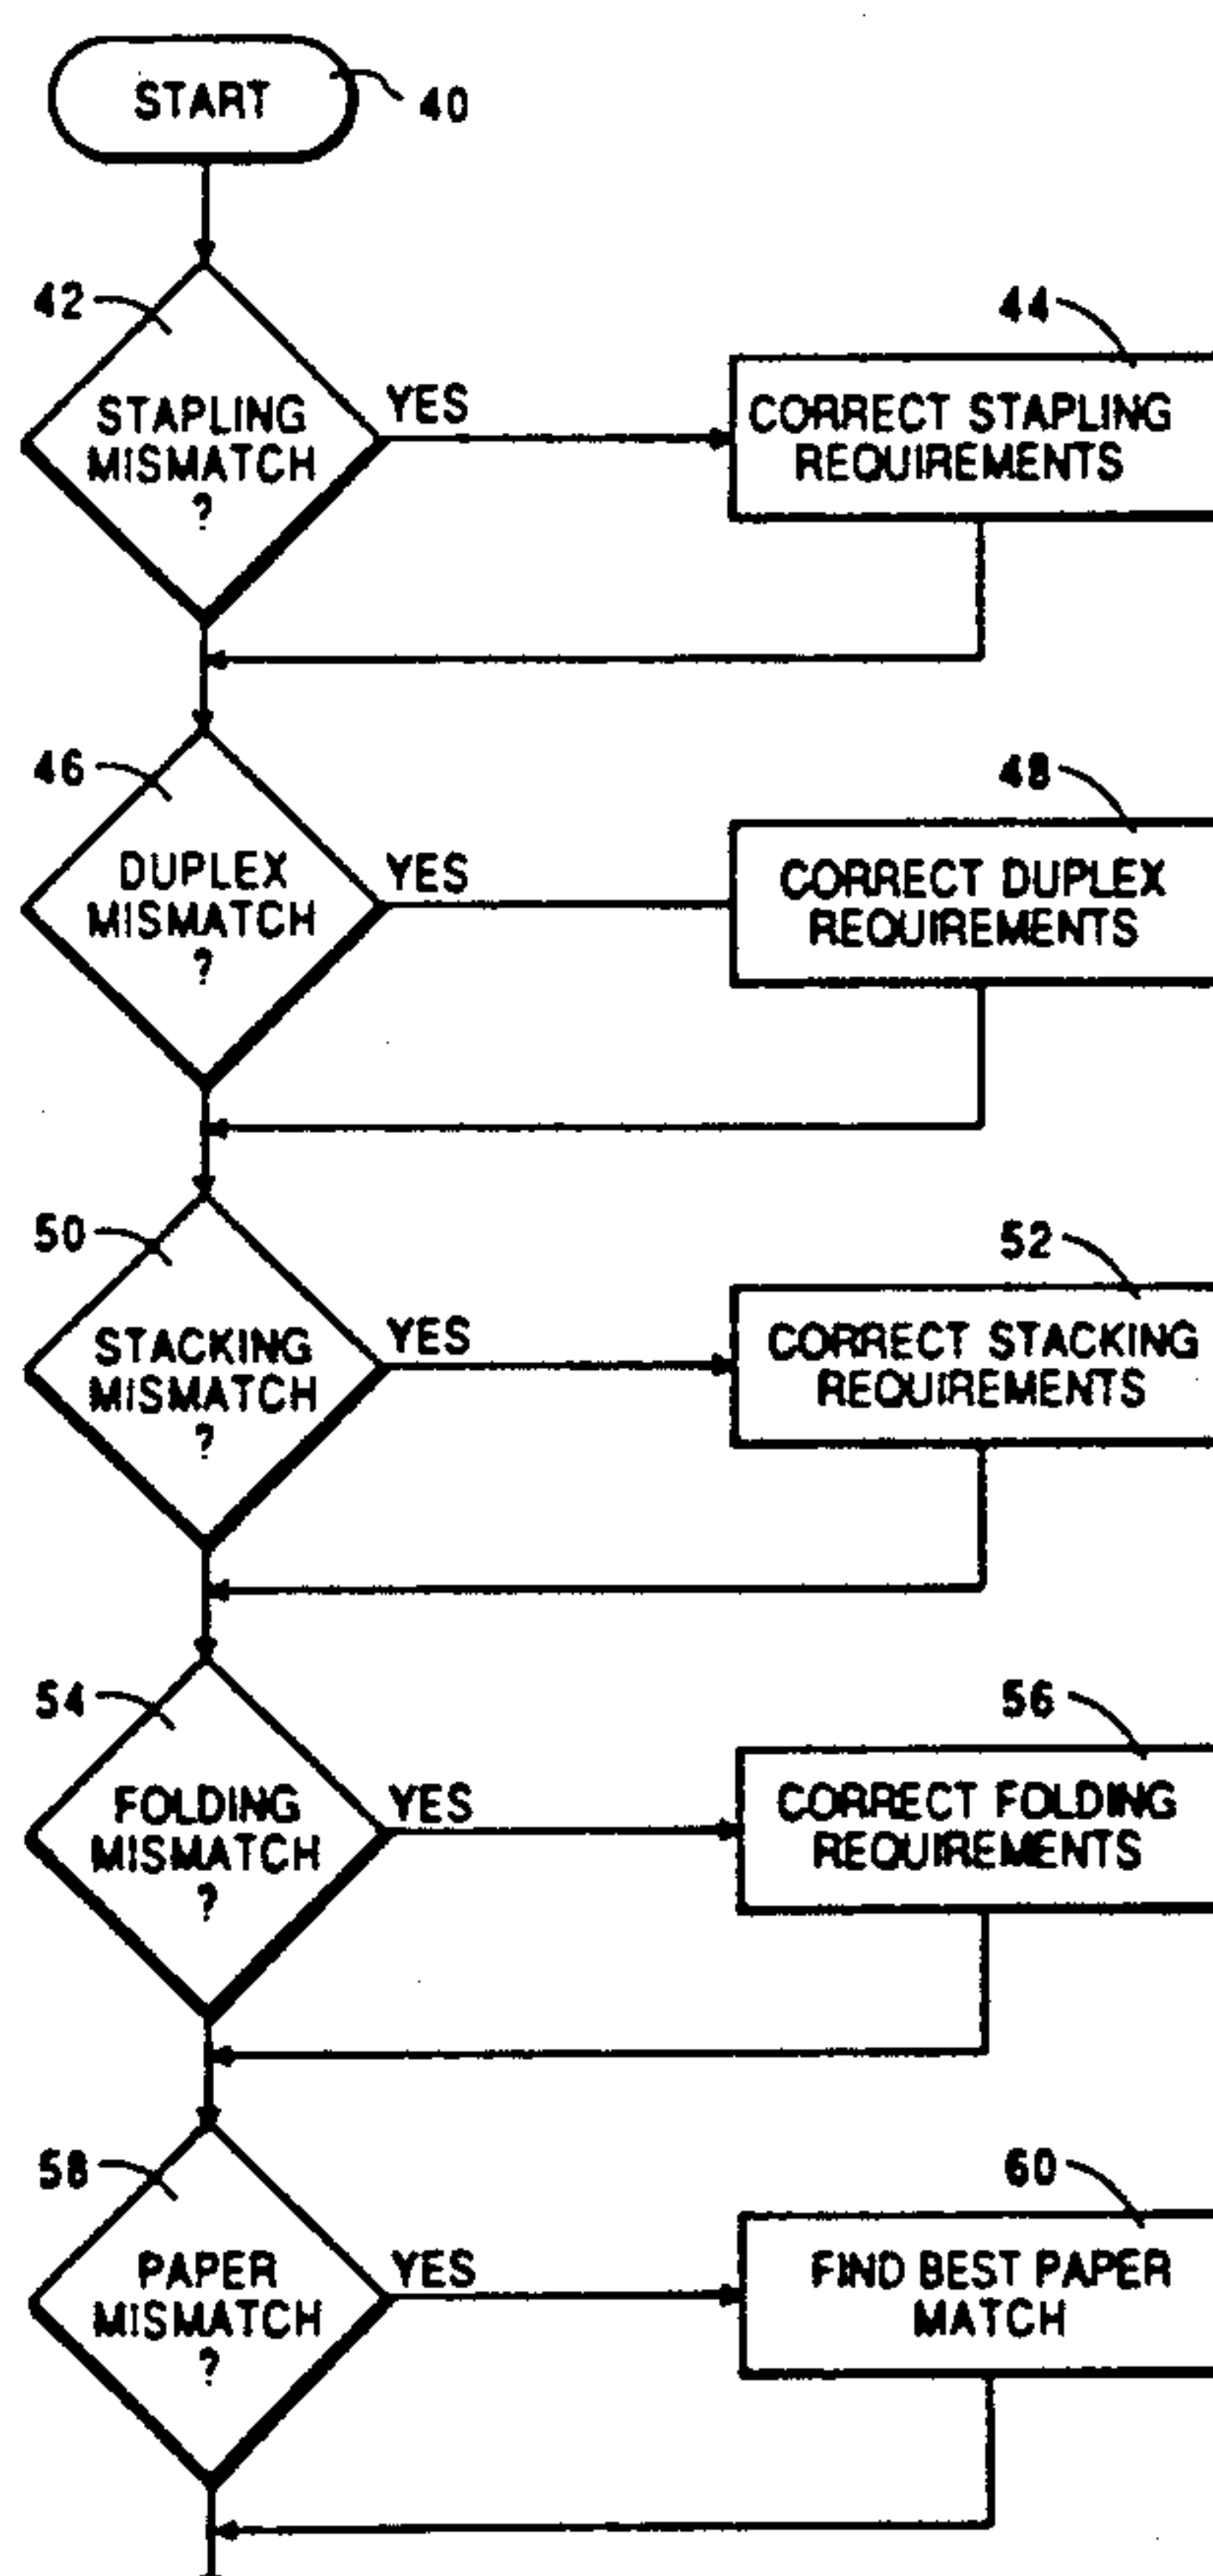 START
40
42
STAPLING
MISMATCH
?
YES
44
CORRECT STAPLING
REQUIREMENTS
46
DUPLEX
MISMATCH
?
YES
48
CORRECT DUPLEX
REQUIREMENTS
50
STACKING
MISMATCH
?
YES
52
CORRECT STACKING
REQUIREMENTS
54
FOLDING
MISMATCH
?
YES
56
CORRECT FOLDING
REQUIREMENTS
58
PAPER
MISMATCH
?
YES
60
FIND BEST PAPER
MATCH